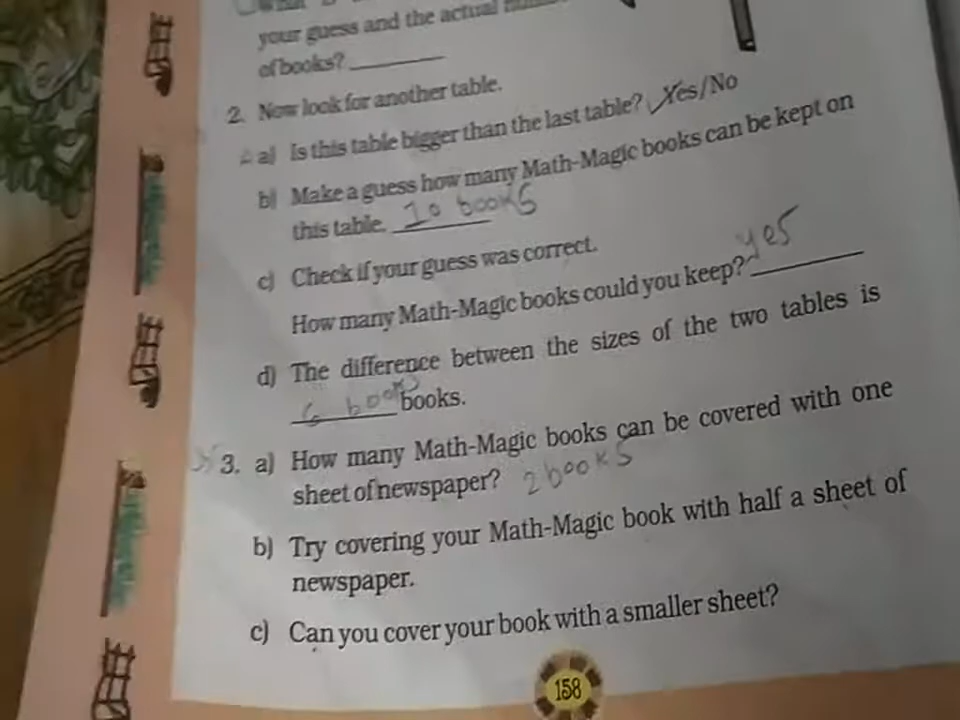 your guess and the actual
of books? ________
2. Now look for another table.
a) Is this table bigger than the last table? Yes/No
b) Make a guess how many Math-Magic books can be kept on
this table. 10 books
c) Check if your guess was correct.
How many Math-Magic books could you keep? yes
d) The difference between the sizes of the two tables is
6 books books.
3. a) How many Math-Magic books can be covered with one
sheet of newspaper? 2 books
b) Try covering your Math-Magic book with half a sheet of
newspaper.
c) Can you cover your book with a smaller sheet?
158